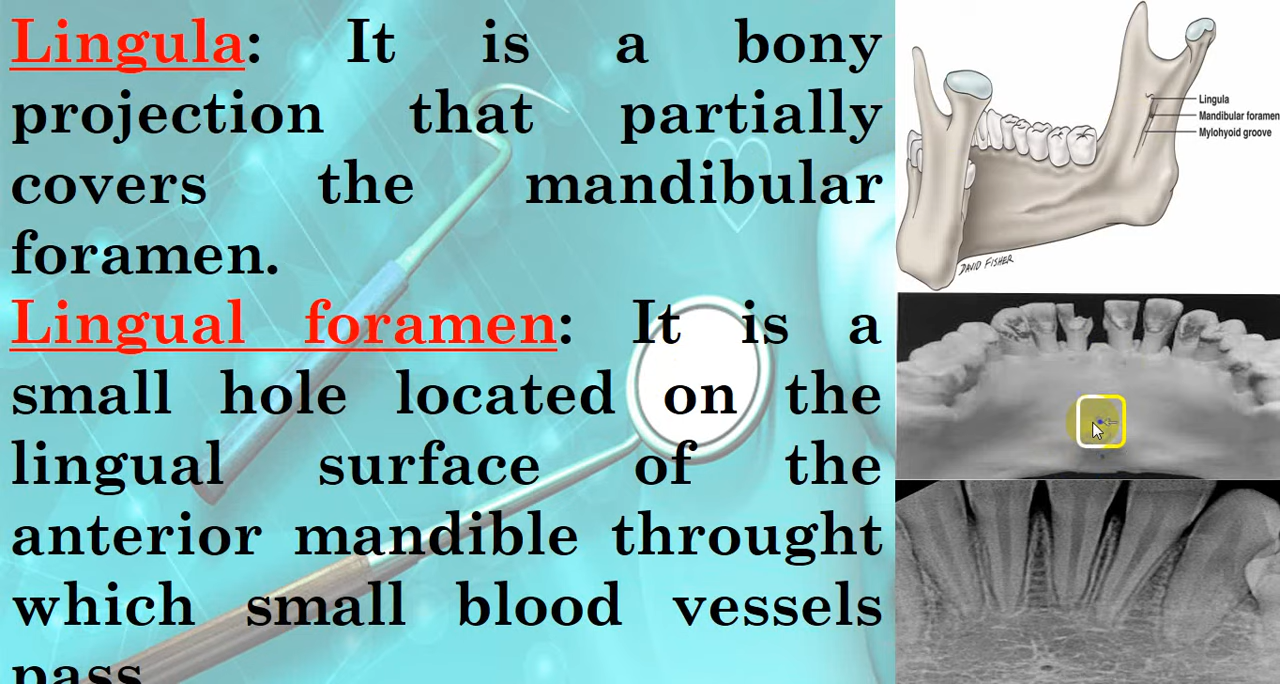 Lingula: It is a bony
projection that partially
covers the mandibular
foramen.
Lingual foramen: It is a
small hole located on the
lingual surface of the
anterior mandible throught
which small blood vessels
pass
Lingula
Mandibular foramen
Mylohyoid groove
DAVID FISHER